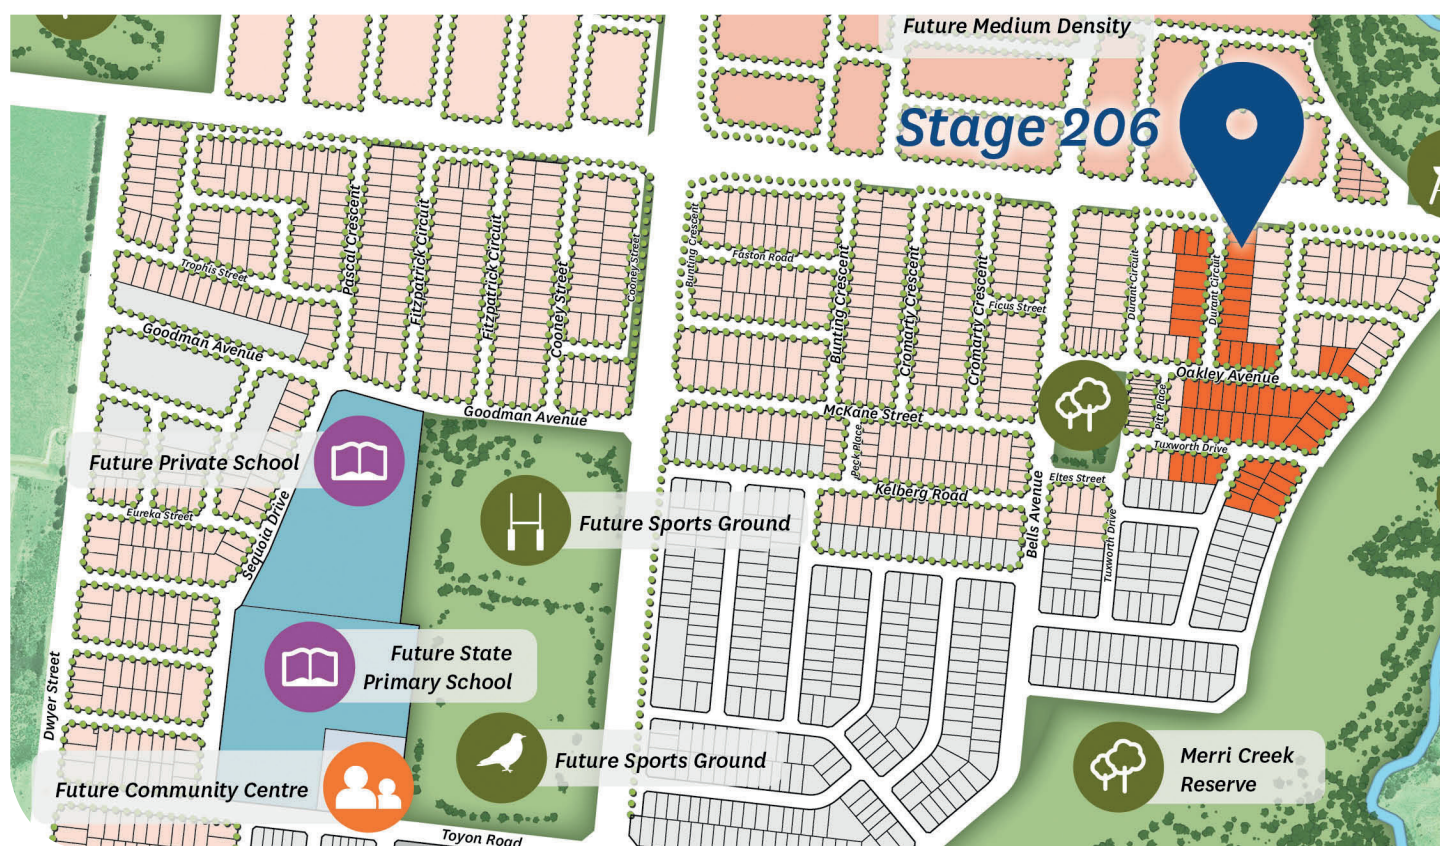 Future Medium Density
Stage 206
Pascal Crescent
Fitzpatrick Circuit
Fitzpatrick Circuit
Cooney Street
Cooney Street
Bunting Crescent
Faston Road
Bunting Crescent
Cromarty Crescent
Cromarty Crescent
Ficus Street
Durant Circuit
Durant Circuit
Trophis Street
Goodman Avenue
Goodman Avenue
McKane Street
Oakley Avenue
Pitt Place
Peck Place
Tuxworth Drive
Future Private School
Eltes Street
Kelberg Road
Bells Avenue
Tuxworth Drive
Eureka Street
Sequoia Drive
Future Sports Ground
Dwyer Street
Future State
Primary School
Future Sports Ground
Merri Creek
Reserve
Future Community Centre
Toyon Road